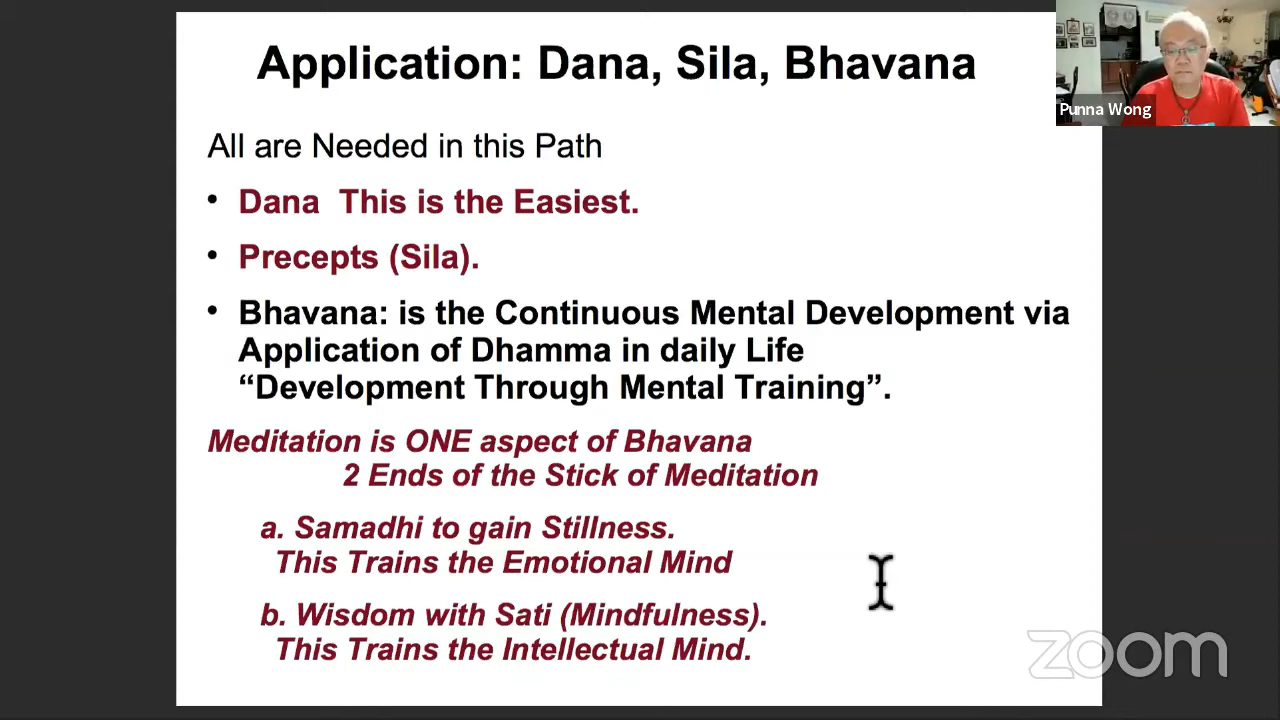 Application: Dana, Sila, Bhavana
Punna Wong
All are Needed in this Path
• Dana  This is the Easiest.
• Precepts (Sila).
• Bhavana: is the Continuous Mental Development via
Application of Dhamma in daily Life
“Development Through Mental Training”.
Meditation is ONE aspect of Bhavana
2 Ends of the Stick of Meditation
a. Samadhi to gain Stillness.
This Trains the Emotional Mind
b. Wisdom with Sati (Mindfulness).
This Trains the Intellectual Mind.
zoom